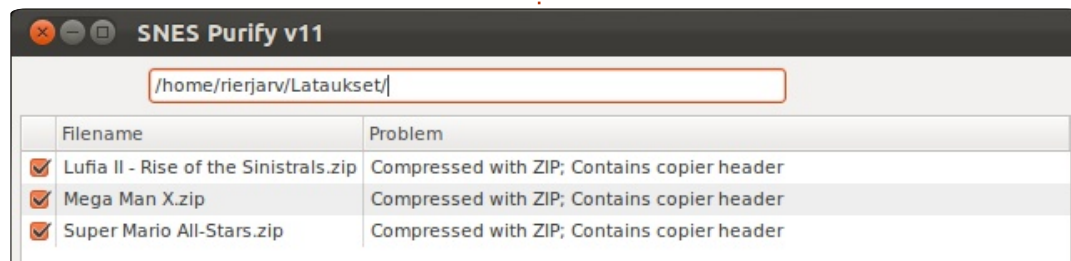 SNES Purify v11
/home/rierjarv/Lataukset/
Filename Problem
Lufia II - Rise of the Sinistrals.zip Compressed with ZIP; Contains copier header
Mega Man X.zip Compressed with ZIP; Contains copier header
Super Mario All-Stars.zip Compressed with ZIP; Contains copier header